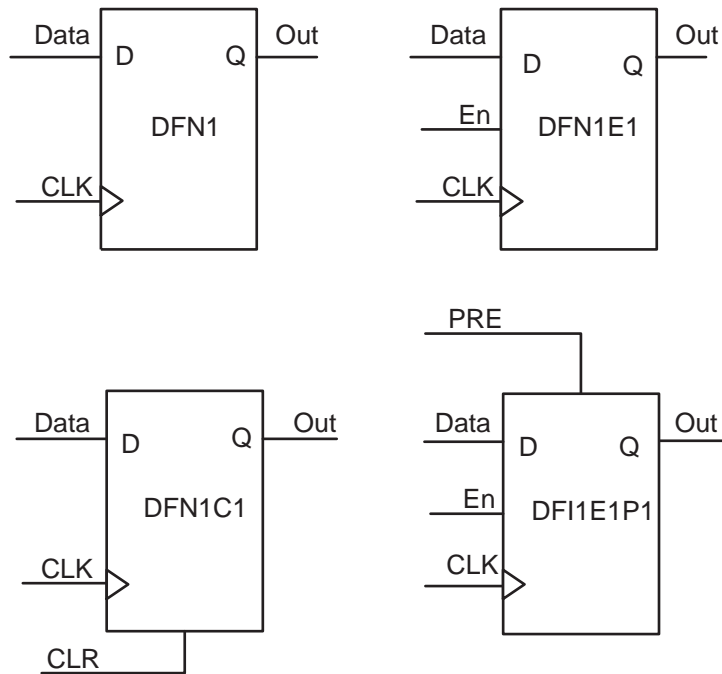 Data
D
Q
Out
DFN1
CLK
Data
D
Q
Out
En
DFN1E1
CLK
Data
D
Q
Out
DFN1C1
CLK
CLR
PRE
Data
D
Q
Out
En
DFI1E1P1
CLK